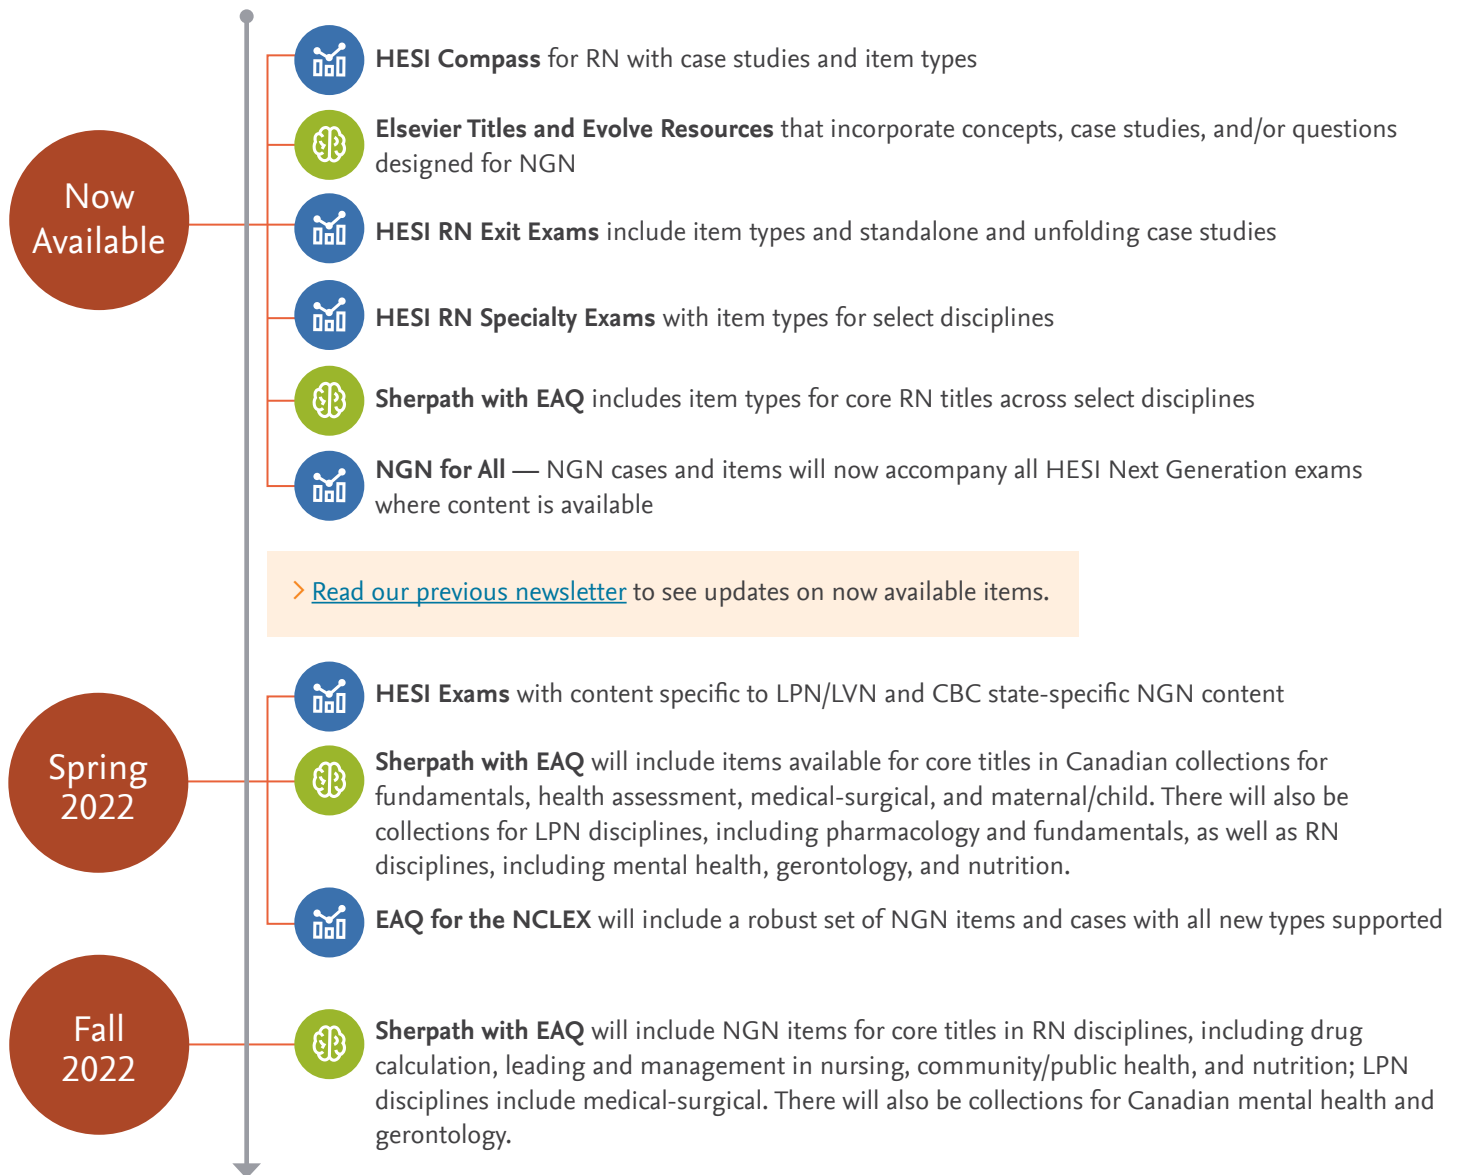 HESI Compass for RN with case studies and item types
Elsevier Titles and Evolve Resources that incorporate concepts, case studies, and/or questions
designed for NGN
Now
Available
HESI RN Exit Exams include item types and standalone and unfolding case studies
HESI RN Specialty Exams with item types for select disciplines
Sherpath with EAQ includes item types for core RN titles across select disciplines
NGN for All — NGN cases and items will now accompany all HESI Next Generation exams
where content is available
> Read our previous newsletter to see updates on now available items.
HESI Exams with content specific to LPN/LVN and CBC state-specific NGN content
Spring
2022
Sherpath with EAQ will include items available for core titles in Canadian collections for
fundamentals, health assessment, medical-surgical, and maternal/child. There will also be
collections for LPN disciplines, including pharmacology and fundamentals, as well as RN
disciplines, including mental health, gerontology, and nutrition.
EAQ for the NCLEX will include a robust set of NGN items and cases with all new types supported
Fall
2022
Sherpath with EAQ will include NGN items for core titles in RN disciplines, including drug
calculation, leading and management in nursing, community/public health, and nutrition; LPN
disciplines include medical-surgical. There will also be collections for Canadian mental health and
gerontology.